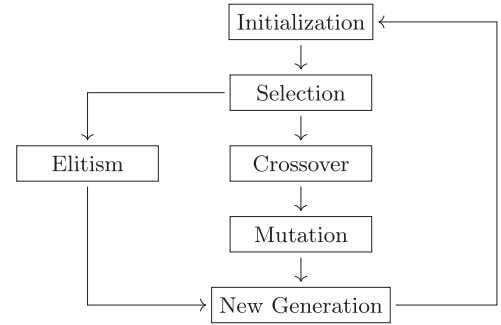 Initialization
Selection
Elitism
Crossover
Mutation
New Generation